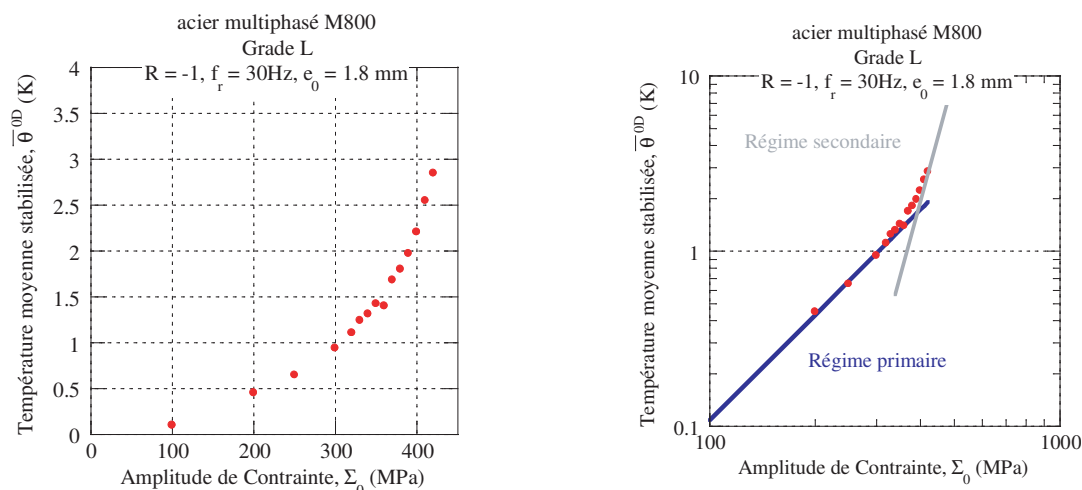 acier multiphasé M800
Grade L
R = -1, f_r = 30Hz, e_0 = 1.8 mm
Température moyenne stabilisée, θ̄^0D (K)
4
3.5
3
2.5
2
1.5
1
0.5
0
0 100 200 300 400
Amplitude de Contrainte, Σ_0 (MPa)
acier multiphasé M800
Grade L
R = -1, f_r = 30Hz, e_0 = 1.8 mm
Température moyenne stabilisée, θ̄^0D (K)
10
1
0.1
Régime secondaire
Régime primaire
100 1000
Amplitude de Contrainte, Σ_0 (MPa)